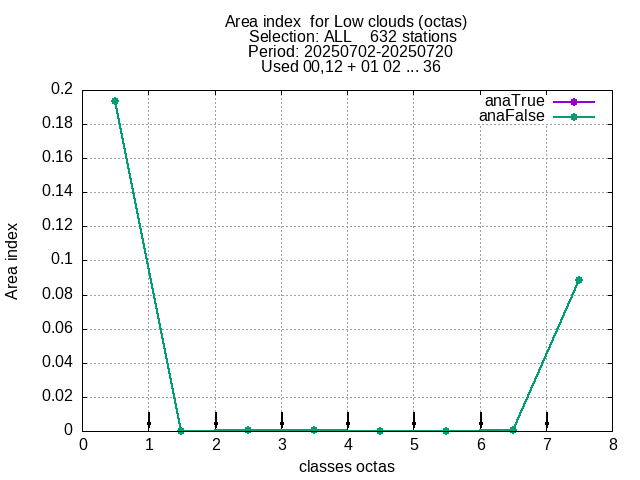 Area index  for Low clouds (octas)
Selection: ALL    632 stations
Period: 20250702-20250720
Used 00,12 + 01 02 ... 36
anaTrue
anaFalse
0.2
0.18
0.16
0.14
0.12
0.1
0.08
0.06
0.04
0.02
0
Area index
0 1 2 3 4 5 6 7 8
classes octas